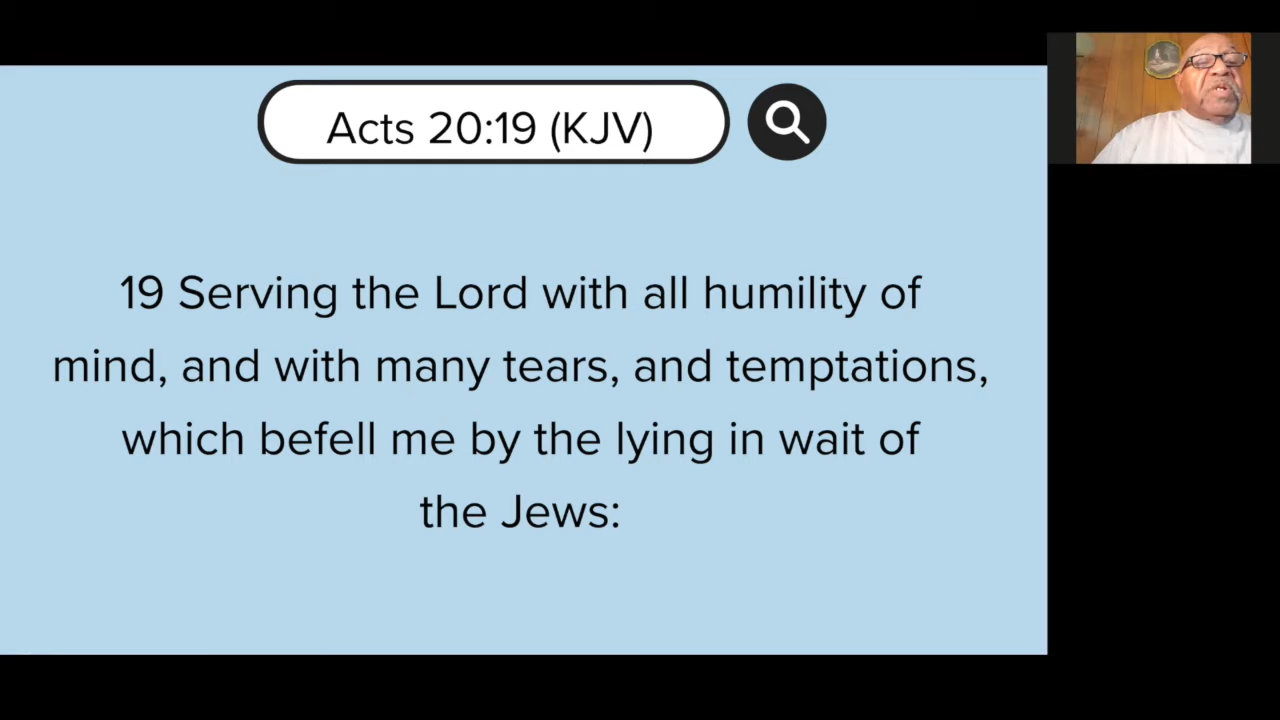 Acts 20:19 (KJV)
19 Serving the Lord with all humility of
mind, and with many tears, and temptations,
which befell me by the lying in wait of
the Jews: